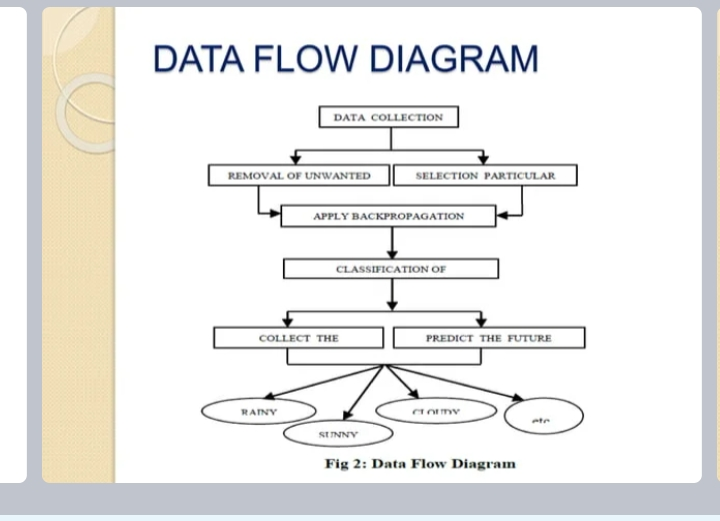 DATA FLOW DIAGRAM
DATA COLLECTION
REMOVAL OF UNWANTED
SELECTION PARTICULAR
APPLY BACKPROPAGATION
CLASSIFICATION OF
COLLECT THE
PREDICT THE FUTURE
RAINY
CLOUDY
etc
SUNNY
Fig 2: Data Flow Diagram